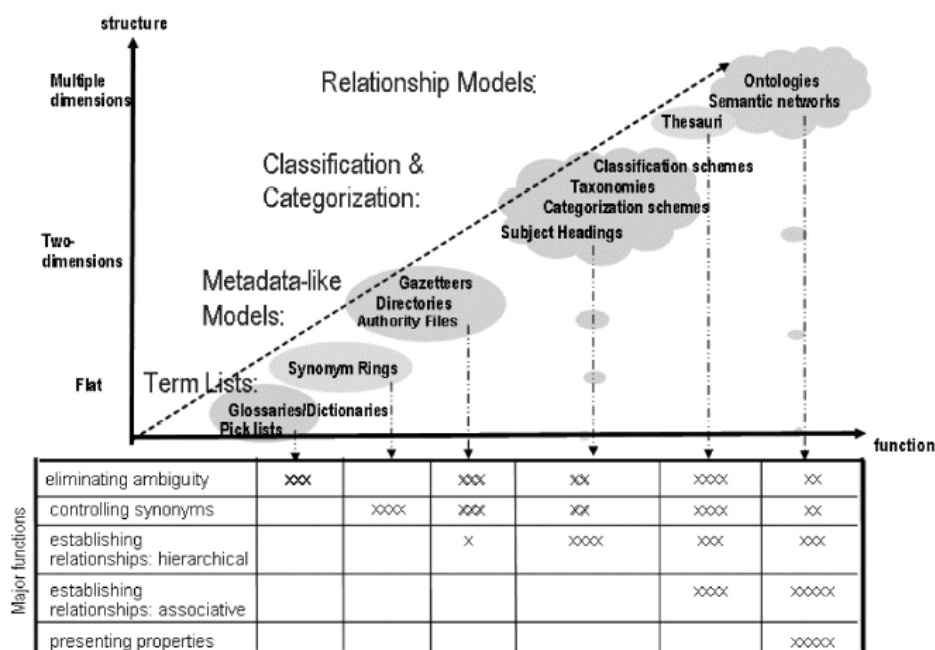 structure
Multiple dimensions
Relationship Models:
Ontologies
Semantic networks
Thesauri
Classification & Categorization:
Classification schemes
Taxonomies
Categorization schemes
Subject Headings
Two-dimensions
Metadata-like Models:
Gazetteers
Directories
Authority Files
Synonym Rings
Flat
Term Lists:
Glossaries/Dictionaries
Pick lists
function
Major functions
eliminating ambiguity XXX XXX XX XXXX XX
controlling synonyms XXXX XXX XX XXXX XX
establishing
relationships: hierarchical X XXXX XXX XXX
establishing
relationships: associative XXXX XXXXX
presenting properties XXXXX